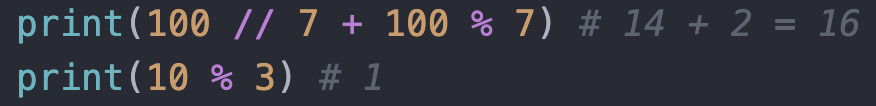 print(100 // 7 + 100 % 7) # 14 + 2 = 16
print(10 % 3) # 1